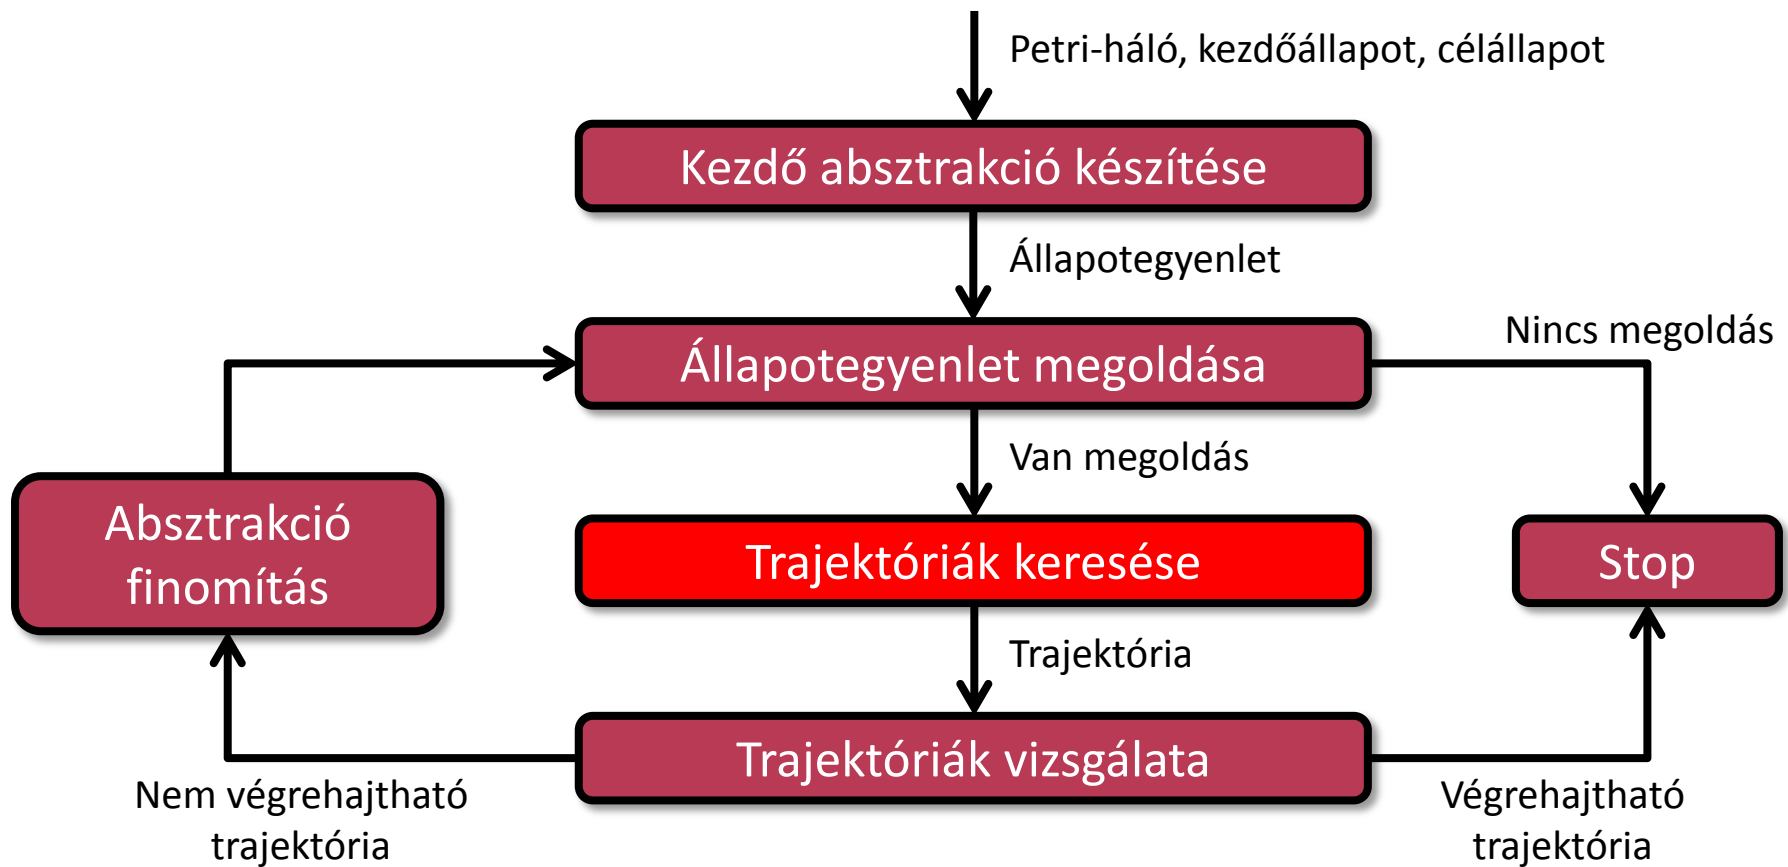 Petri-háló, kezdőállapot, célállapot
Kezdő absztrakció készítése
Állapotegyenlet
Nincs megoldás
Állapotegyenlet megoldása
Van megoldás
Absztrakció
finomítás
Trajektóriák keresése
Stop
Trajektória
Trajektóriák vizsgálata
Nem végrehajtható
trajektória
Végrehajtható
trajektória